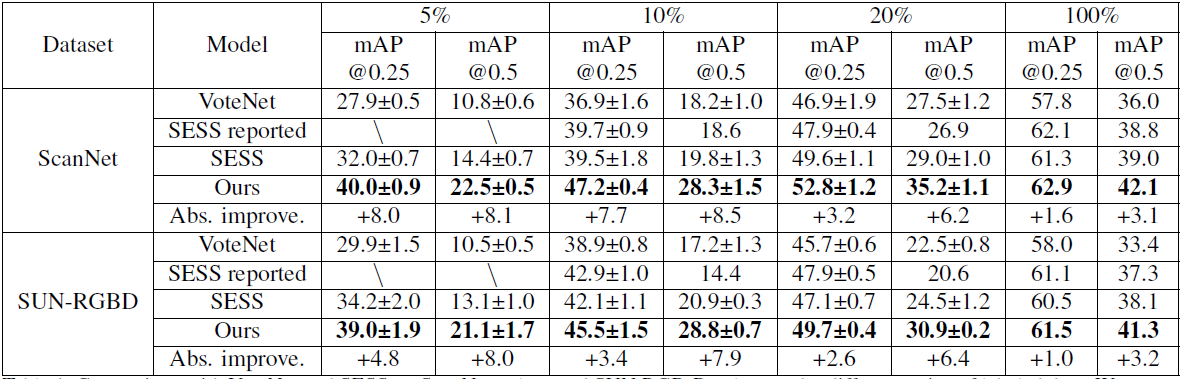 Dataset Model 5% 10% 20% 100%
mAP @0.25 mAP @0.5 mAP @0.25 mAP @0.5 mAP @0.25 mAP @0.5 mAP @0.25 mAP @0.5
ScanNet
VoteNet 27.9±0.5 10.8±0.6 36.9±1.6 18.2±1.0 46.9±1.9 27.5±1.2 57.8 36.0
SESS reported \ \ 39.7±0.9 18.6 47.9±0.4 26.9 62.1 38.8
SESS 32.0±0.7 14.4±0.7 39.5±1.8 19.8±1.3 49.6±1.1 29.0±1.0 61.3 39.0
Ours 40.0±0.9 22.5±0.5 47.2±0.4 28.3±1.5 52.8±1.2 35.2±1.1 62.9 42.1
Abs. improve. +8.0 +8.1 +7.7 +8.5 +3.2 +6.2 +1.6 +3.1
SUN-RGBD
VoteNet 29.9±1.5 10.5±0.5 38.9±0.8 17.2±1.3 45.7±0.6 22.5±0.8 58.0 33.4
SESS reported \ \ 42.9±1.0 14.4 47.9±0.5 20.6 61.1 37.3
SESS 34.2±2.0 13.1±1.0 42.1±1.1 20.9±0.3 47.1±0.7 24.5±1.2 60.5 38.1
Ours 39.0±1.9 21.1±1.7 45.5±1.5 28.8±0.7 49.7±0.4 30.9±0.2 61.5 41.3
Abs. improve. +4.8 +8.0 +3.4 +7.9 +2.6 +6.4 +1.0 +3.2